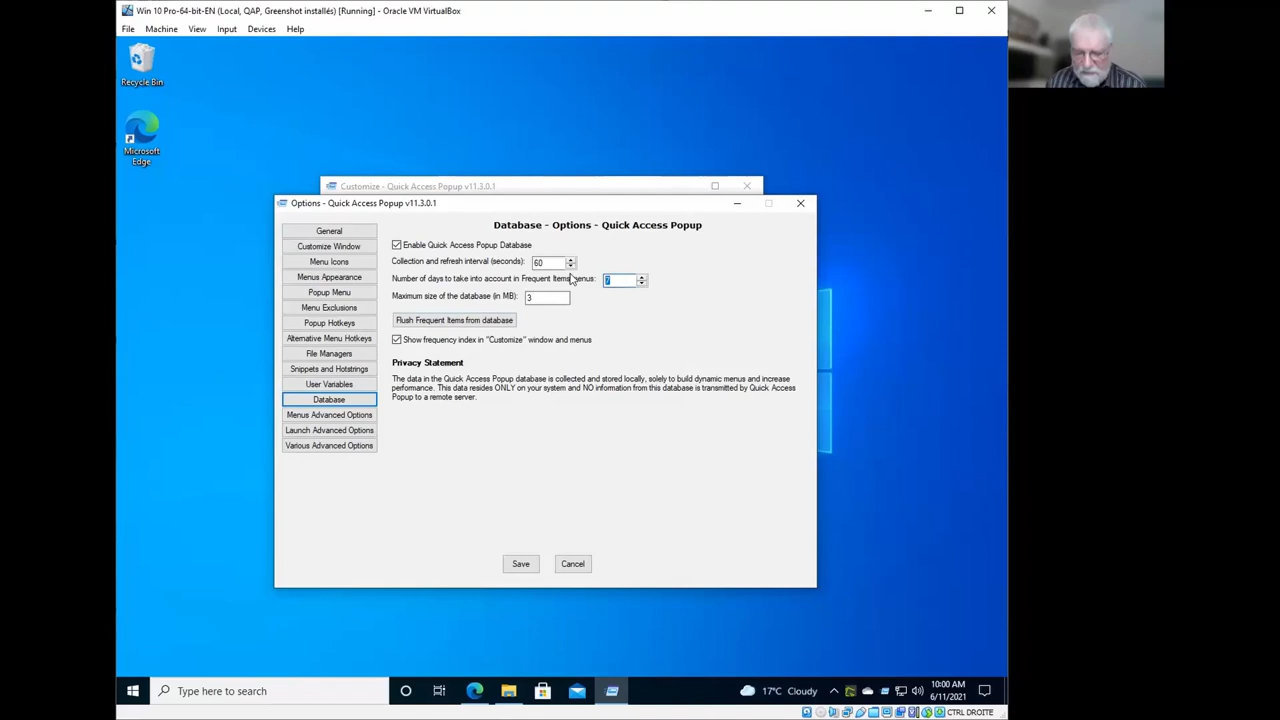 Win 10 Pro-64-bit-EN (Local, QAP, Greenshot installés) [Running] - Oracle VM VirtualBox
File Machine View Input Devices Help
Recycle Bin
Microsoft
Edge
Customize - Quick Access Popup v11.3.0.1
Options - Quick Access Popup v11.3.0.1
Database - Options - Quick Access Popup
General
Customize Window
Menu Icons
Menus Appearance
Popup Menu
Menu Exclusions
Popup Hotkeys
Alternative Menu Hotkeys
File Managers
Snippets and Hotstrings
User Variables
Database
Menus Advanced Options
Launch Advanced Options
Various Advanced Options
Enable Quick Access Popup Database
Collection and refresh interval (seconds): 60
Number of days to take into account in Frequent Items menus: 7
Maximum size of the database (in MB): 3
Flush Frequent Items from database
Show frequency index in "Customize" window and menus
Privacy Statement
The data in the Quick Access Popup database is collected and stored locally, solely to build dynamic menus and increase
performance. This data resides ONLY on your system and NO information from this database is transmitted by Quick Access
Popup to a remote server.
Save Cancel
Type here to search
17°C Cloudy
10:00 AM
6/11/2021
CTRL DROITE